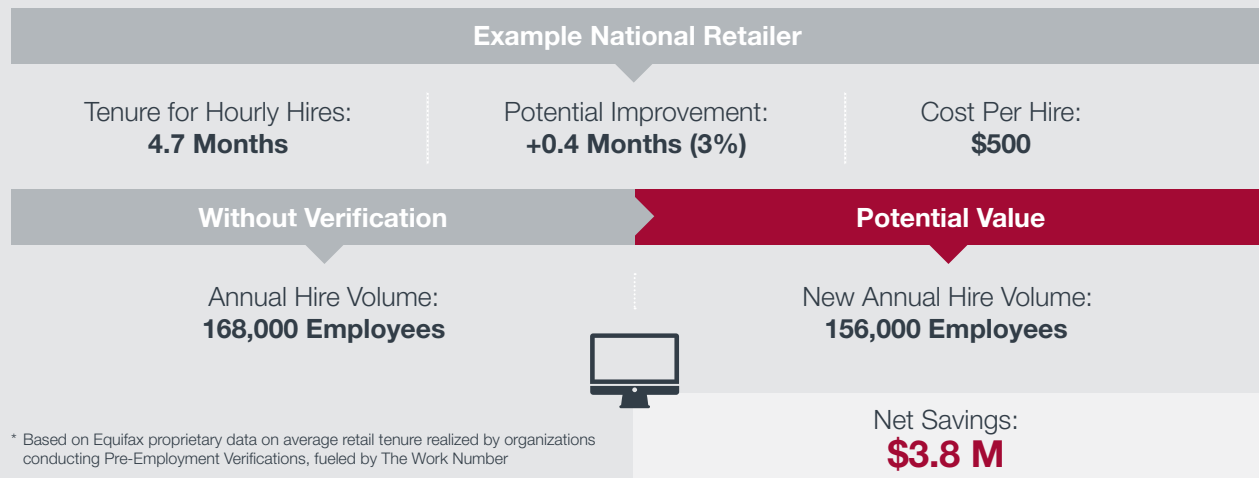 Example National Retailer
Tenure for Hourly Hires:
4.7 Months
Potential Improvement:
+0.4 Months (3%)
Cost Per Hire:
$500
Without Verification
Potential Value
Annual Hire Volume:
168,000 Employees
New Annual Hire Volume:
156,000 Employees
* Based on Equifax proprietary data on average retail tenure realized by organizations
conducting Pre-Employment Verifications, fueled by The Work Number
Net Savings:
$3.8 M